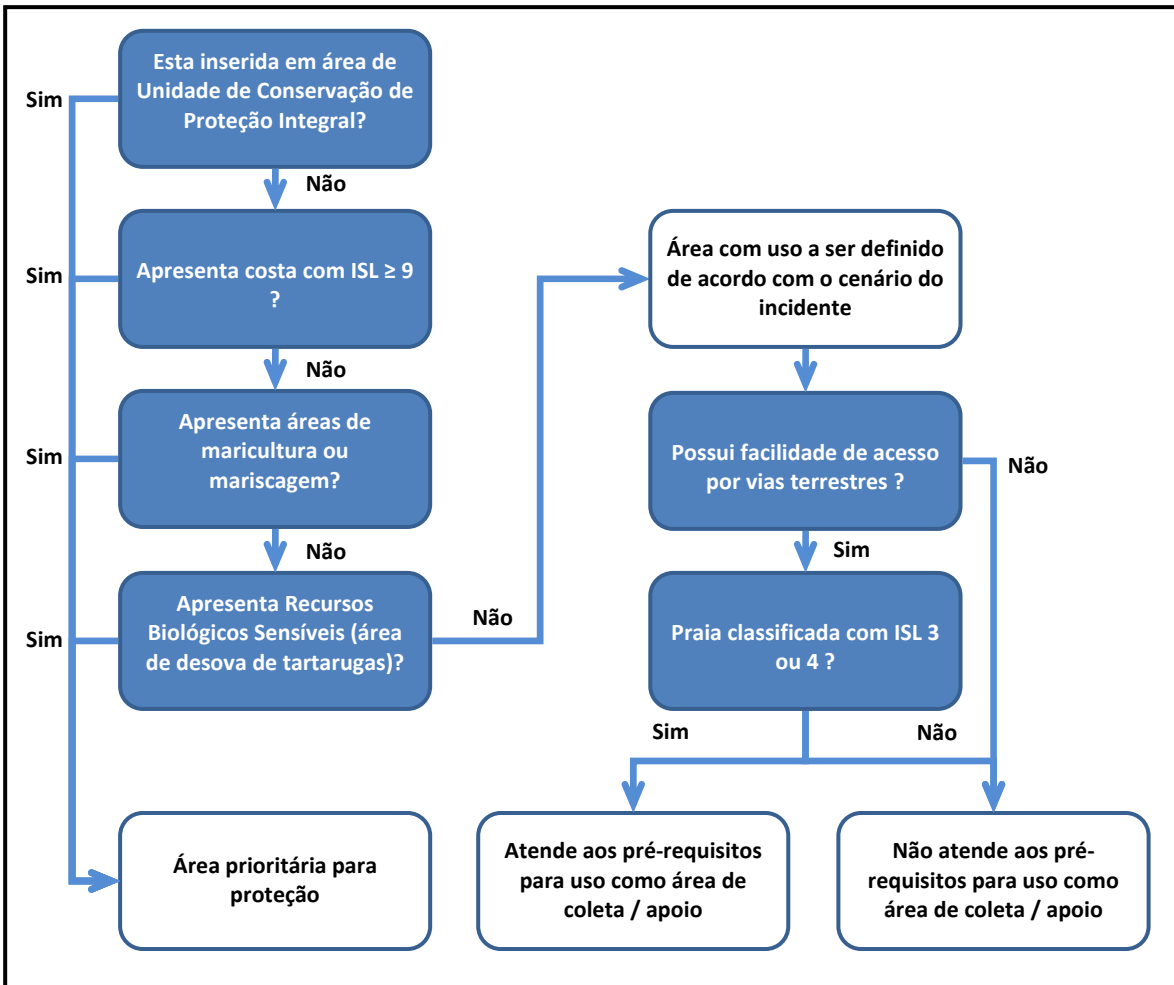 Esta inserida em área de
Unidade de Conservação de
Proteção Integral?
Sim
Não
Apresenta costa com ISL ≥ 9
?
Sim
Não
Apresenta áreas de
maricultura ou
mariscagem?
Sim
Não
Apresenta Recursos
Biológicos Sensíveis (área
de desova de tartarugas)?
Sim
Não
Área prioritária para
proteção
Área com uso a ser definido
de acordo com o cenário do
incidente
Possui facilidade de acesso
por vias terrestres ?
Não
Sim
Praia classificada com ISL 3
ou 4 ?
Sim
Não
Atende aos pré-requisitos
para uso como área de
coleta / apoio
Não atende aos pré-
requisitos para uso como
área de coleta / apoio